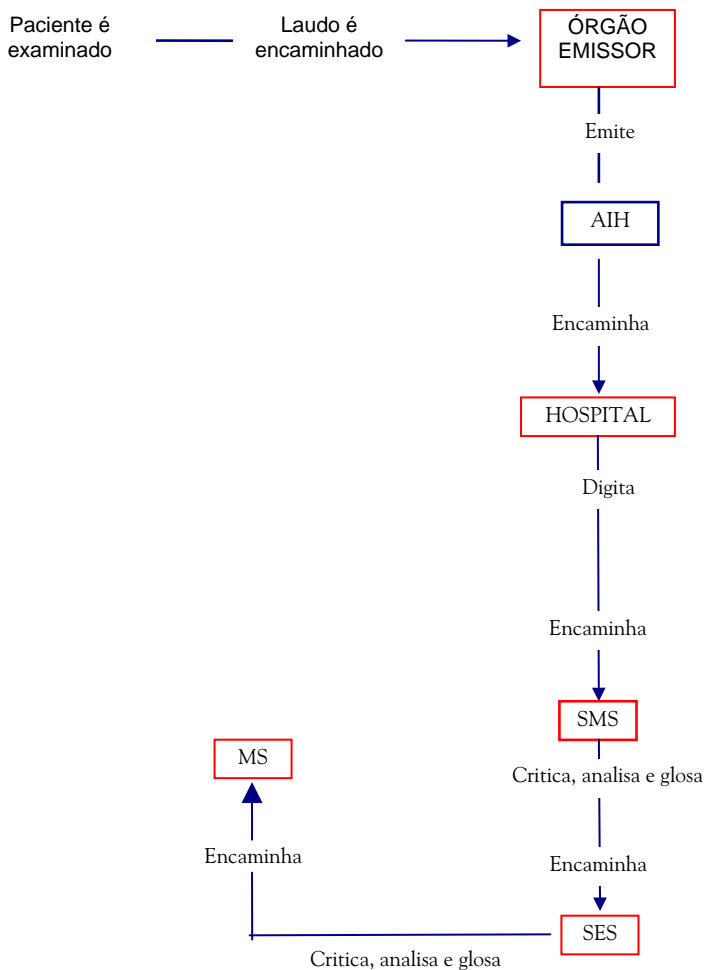 Paciente é
examinado
Laudo é
encaminhado
ÓRGÃO
EMISSOR
Emite
AIH
Encaminha
HOSPITAL
Digita
Encaminha
SMS
Critica, analisa e glosa
Encaminha
SES
Critica, analisa e glosa
Encaminha
MS